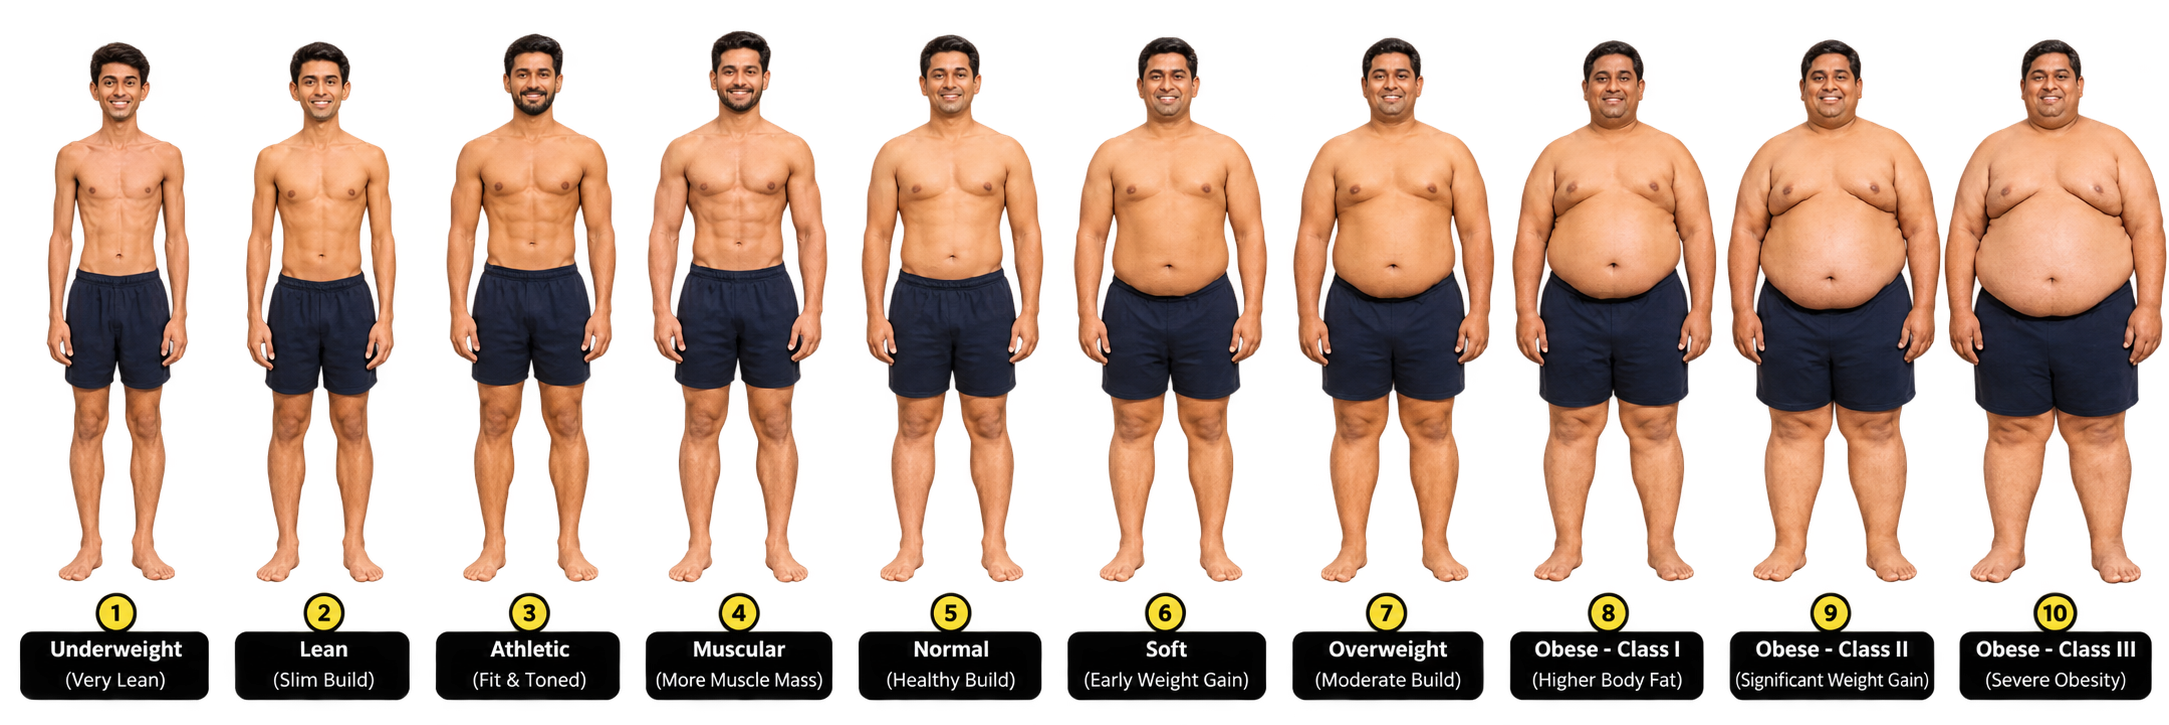 1
Underweight
(Very Lean)
2
Lean
(Slim Build)
3
Athletic
(Fit & Toned)
4
Muscular
(More Muscle Mass)
5
Normal
(Healthy Build)
6
Soft
(Early Weight Gain)
7
Overweight
(Moderate Build)
8
Obese - Class I
(Higher Body Fat)
9
Obese - Class II
(Significant Weight Gain)
10
Obese - Class III
(Severe Obesity)